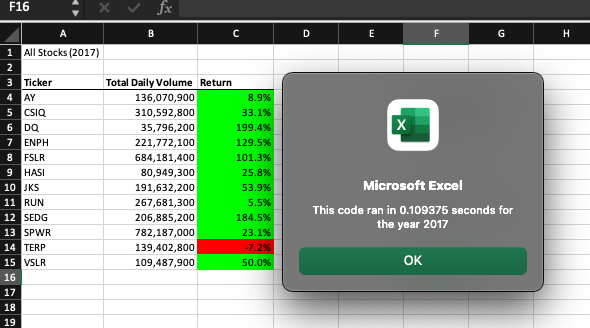 F16 fx
A B C D E F G H
1 All Stocks (2017)
2
3 Ticker Total Daily Volume Return
4 AY 136,070,900 8.9%
5 CSIQ 310,592,800 33.1%
6 DQ 35,796,200 199.4%
7 ENPH 221,772,100 129.5%
8 FSLR 684,181,400 101.3%
9 HASI 80,949,300 25.8%
10 JKS 191,632,200 53.9%
11 RUN 267,681,300 5.5%
12 SEDG 206,885,200 184.5%
13 SPWR 782,187,000 23.1%
14 TERP 139,402,800 -7.2%
15 VSLR 109,487,900 50.0%
16
17
18
19
X
Microsoft Excel
This code ran in 0.109375 seconds for
the year 2017
OK